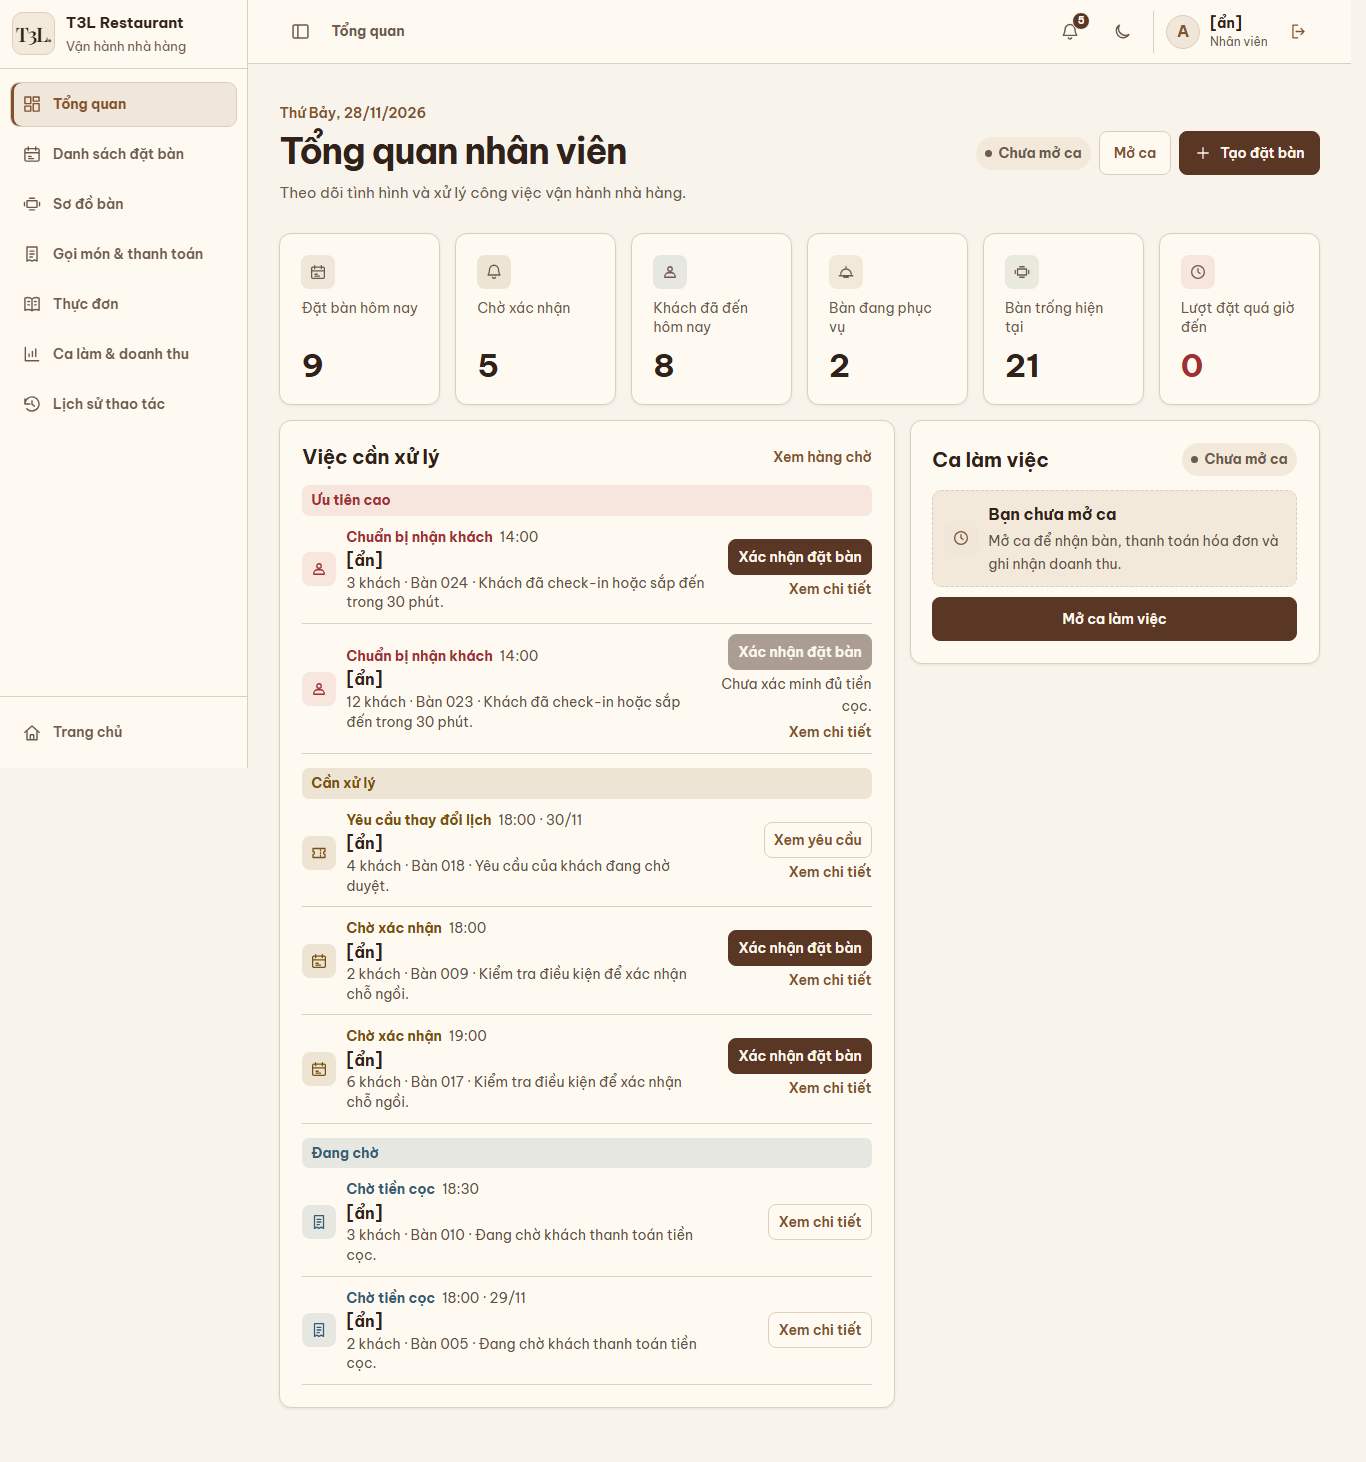 T3L
T3L Restaurant
Vận hành nhà hàng
Tổng quan
Danh sách đặt bàn
Sơ đồ bàn
Gọi món & thanh toán
Thực đơn
Ca làm & doanh thu
Lịch sử thao tác
Trang chủ
Tổng quan
5
A
[ẩn]
Nhân viên
Thứ Bảy, 28/11/2026
Tổng quan nhân viên
Theo dõi tình hình và xử lý công việc vận hành nhà hàng.
Chưa mở ca
Mở ca
Tạo đặt bàn
Đặt bàn hôm nay
9
Chờ xác nhận
5
Khách đã đến
hôm nay
8
Bàn đang phục
vụ
2
Bàn trống hiện
tại
21
Lượt đặt quá giờ
đến
0
Việc cần xử lý
Xem hàng chờ
Ưu tiên cao
Chuẩn bị nhận khách 14:00
[ẩn]
3 khách · Bàn 024 · Khách đã check-in hoặc sắp đến
trong 30 phút.
Xác nhận đặt bàn
Xem chi tiết
Chuẩn bị nhận khách 14:00
[ẩn]
12 khách · Bàn 023 · Khách đã check-in hoặc sắp
đến trong 30 phút.
Xác nhận đặt bàn
Chưa xác minh đủ tiền
cọc.
Xem chi tiết
Cần xử lý
Yêu cầu thay đổi lịch 18:00 · 30/11
[ẩn]
4 khách · Bàn 018 · Yêu cầu của khách đang chờ
duyệt.
Xem yêu cầu
Xem chi tiết
Chờ xác nhận 18:00
[ẩn]
2 khách · Bàn 009 · Kiểm tra điều kiện để xác nhận
chỗ ngồi.
Xác nhận đặt bàn
Xem chi tiết
Chờ xác nhận 19:00
[ẩn]
6 khách · Bàn 017 · Kiểm tra điều kiện để xác nhận
chỗ ngồi.
Xác nhận đặt bàn
Xem chi tiết
Đang chờ
Chờ tiền cọc 18:30
[ẩn]
3 khách · Bàn 010 · Đang chờ khách thanh toán tiền
cọc.
Xem chi tiết
Chờ tiền cọc 18:00 · 29/11
[ẩn]
2 khách · Bàn 005 · Đang chờ khách thanh toán tiền
cọc.
Xem chi tiết
Ca làm việc
Chưa mở ca
Bạn chưa mở ca
Mở ca để nhận bàn, thanh toán hóa đơn và
ghi nhận doanh thu.
Mở ca làm việc